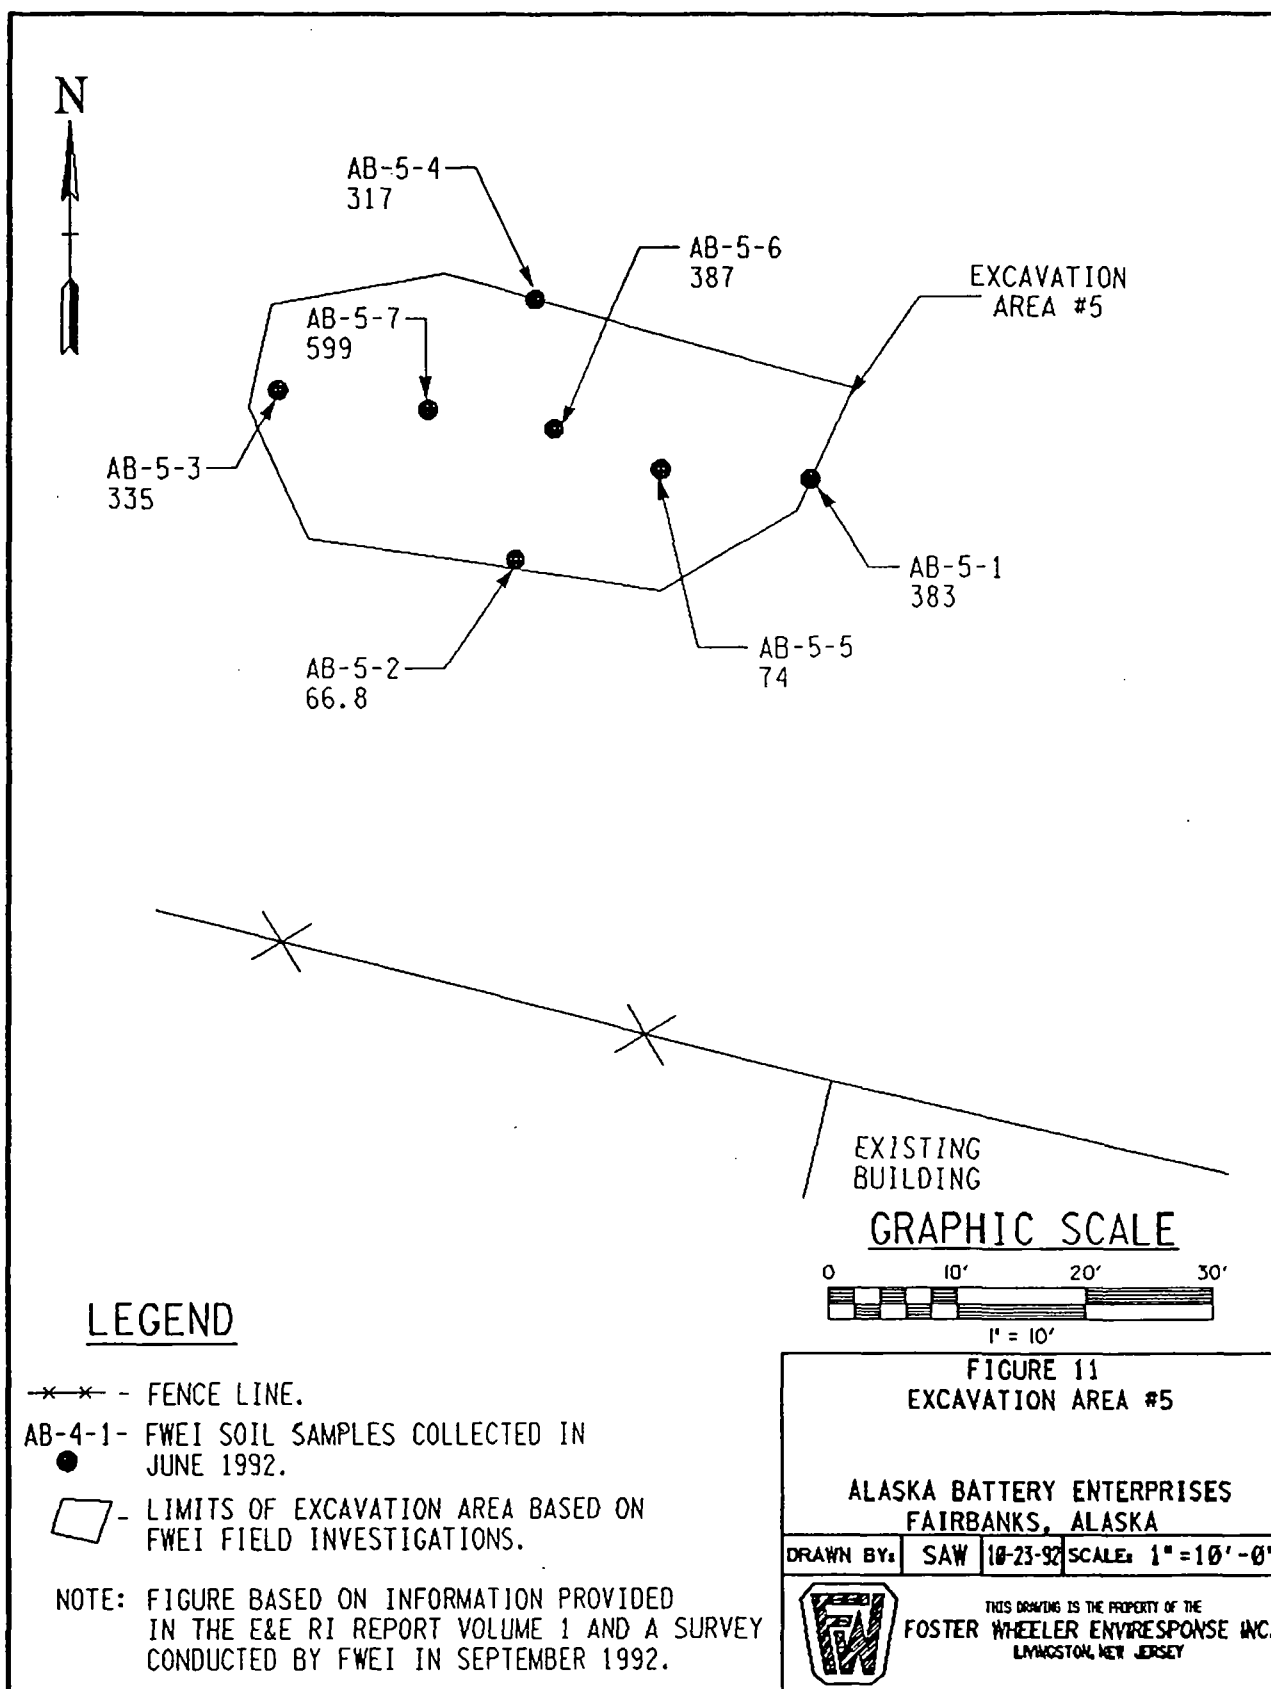 N
AB-5-4
317
AB-5-6
387
EXCAVATION
AREA #5
AB-5-7
599
AB-5-3
335
AB-5-1
383
AB-5-2
66.8
AB-5-5
74
EXISTING
BUILDING
GRAPHIC SCALE
0 10' 20' 30'
1" = 10'
LEGEND
- FENCE LINE.
AB-4-1- FWEI SOIL SAMPLES COLLECTED IN
JUNE 1992.
- LIMITS OF EXCAVATION AREA BASED ON
FWEI FIELD INVESTIGATIONS.
NOTE: FIGURE BASED ON INFORMATION PROVIDED
IN THE E&E RI REPORT VOLUME 1 AND A SURVEY
CONDUCTED BY FWEI IN SEPTEMBER 1992.
FIGURE 11
EXCAVATION AREA #5
ALASKA BATTERY ENTERPRISES
FAIRBANKS, ALASKA
DRAWN BY: SAW 10-23-92 SCALE: 1"=10'-0"
FW
THIS DRAWING IS THE PROPERTY OF THE
FOSTER WHEELER ENVIRESPONSE INC.
LIVINGSTON, NEW JERSEY